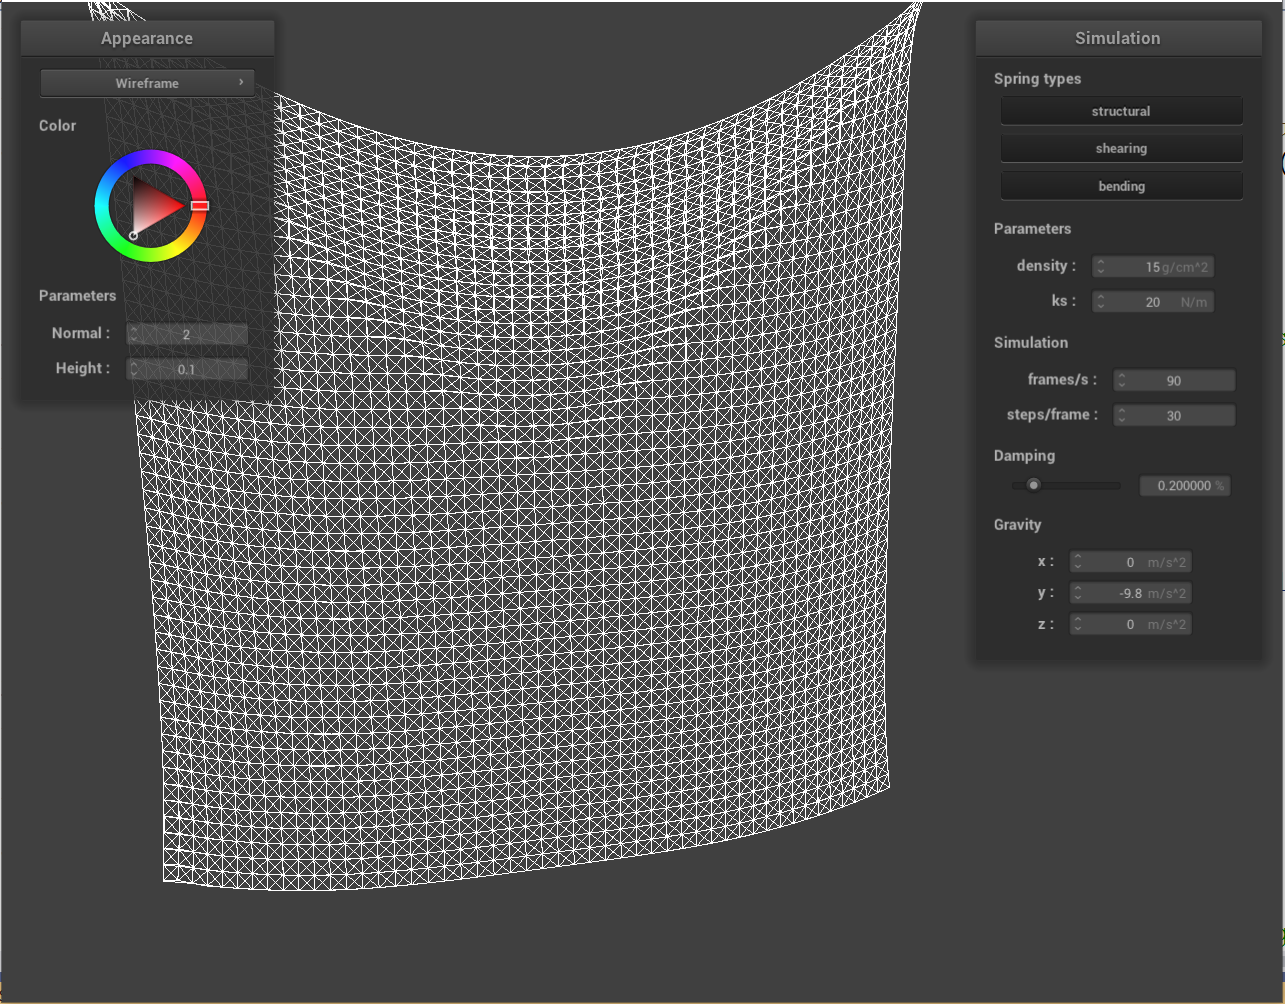 Appearance
Wireframe ›
Color
Parameters
Normal : 2
Height : 0.1
Simulation
Spring types
structural
shearing
bending
Parameters
density : 15 g/cm^2
ks : 20 N/m
Simulation
frames/s : 90
steps/frame : 30
Damping
0.200000 %
Gravity
x : 0 m/s^2
y : -9.8 m/s^2
z : 0 m/s^2